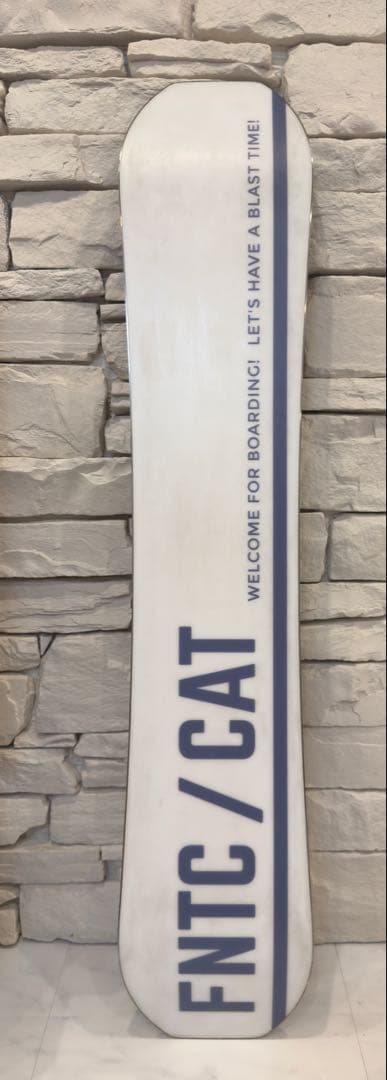 WELCOME FOR BOARDING! LET'S HAVE A BLAST TIME!
FNTC / CAT